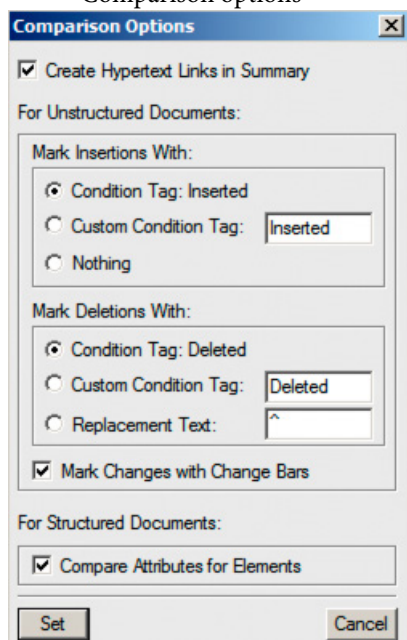 Comparison options
Comparison Options
Create Hypertext Links in Summary
For Unstructured Documents:
Mark Insertions With:
Condition Tag: Inserted
Custom Condition Tag: Inserted
Nothing
Mark Deletions With:
Condition Tag: Deleted
Custom Condition Tag: Deleted
Replacement Text: ^
Mark Changes with Change Bars
For Structured Documents:
Compare Attributes for Elements
Set Cancel